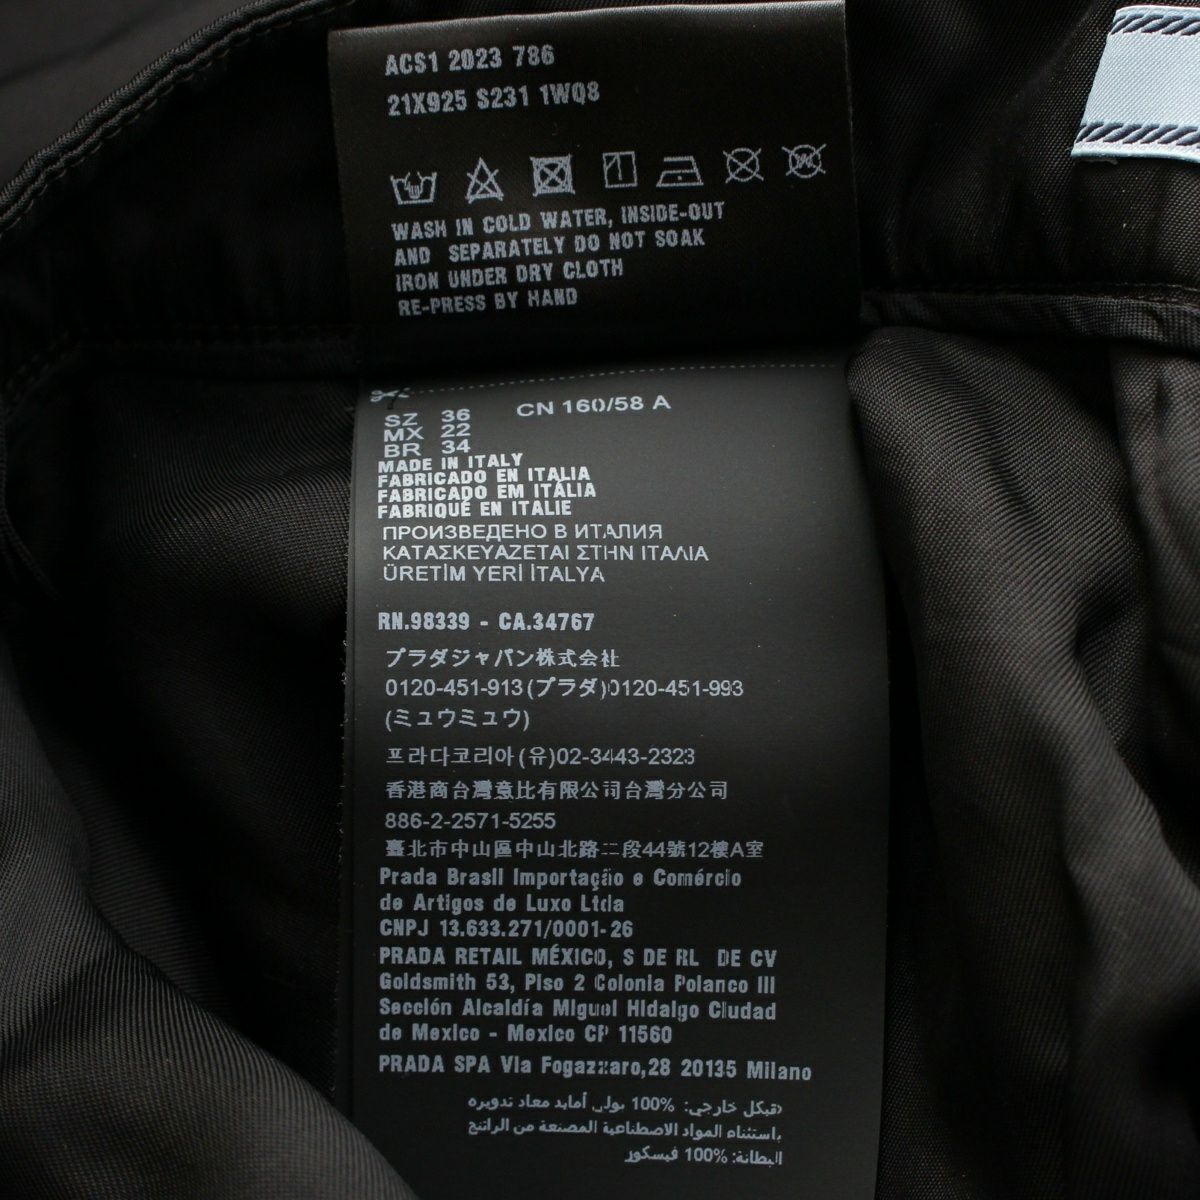 ACS1 2023 786
21X925 S231 1WQ8
WASH IN COLD WATER, INSIDE-OUT
AND SEPARATELY DO NOT SOAK
IRON UNDER DRY CLOTH
RE-PRESS BY HAND
SZ 36 CN 160/58 A
MX 22
BR 34
MADE IN ITALY
FABRICADO EN ITALIA
FABRICADO EM ITÁLIA
FABRIQUÉ EN ITALIE
ПРОИЗВЕДЕНО В ИТАЛИЯ
ΚΑΤΑΣΚΕΥΑΖΕΤΑΙ ΣΤΗΝ ΙΤΑΛΙΑ
ÜRETİM YERİ İTALYA
RN.98339 - CA.34767
プラダジャパン株式会社
0120-451-913(プラダ)0120-451-993
(ミュウミュウ)
프라다코리아(유)02-3443-2323
香港商台灣意比有限公司台灣分公司
886-2-2571-5255
臺北市中山區中山北路二段44號12樓A室
Prada Brasil Importação e Comércio
de Artigos de Luxo Ltda
CNPJ 13.633.271/0001-26
PRADA RETAIL MÉXICO, S DE RL DE CV
Goldsmith 53, Piso 2 Colonia Polanco III
Sección Alcaldía Miguel Hidalgo Ciudad
de Mexico - Mexico CP 11560
PRADA SPA Via Fogazzaro,28 20135 Milano
خارجي: 100% بولي أمايد معاد تدويره
باستثناء المواد الاصطناعية المصنعة من الراتنج
البطانة: 100% فيسكوز